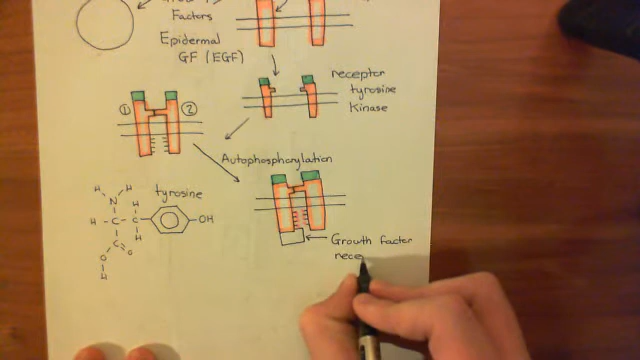 Factors
Epidermal
GF (EGF)
receptor
tyrosine
Kinase
① ②
Autophosphorylation
tyrosine
H H
N H
H C C OH
C H
O O
H
Growth factor
rece